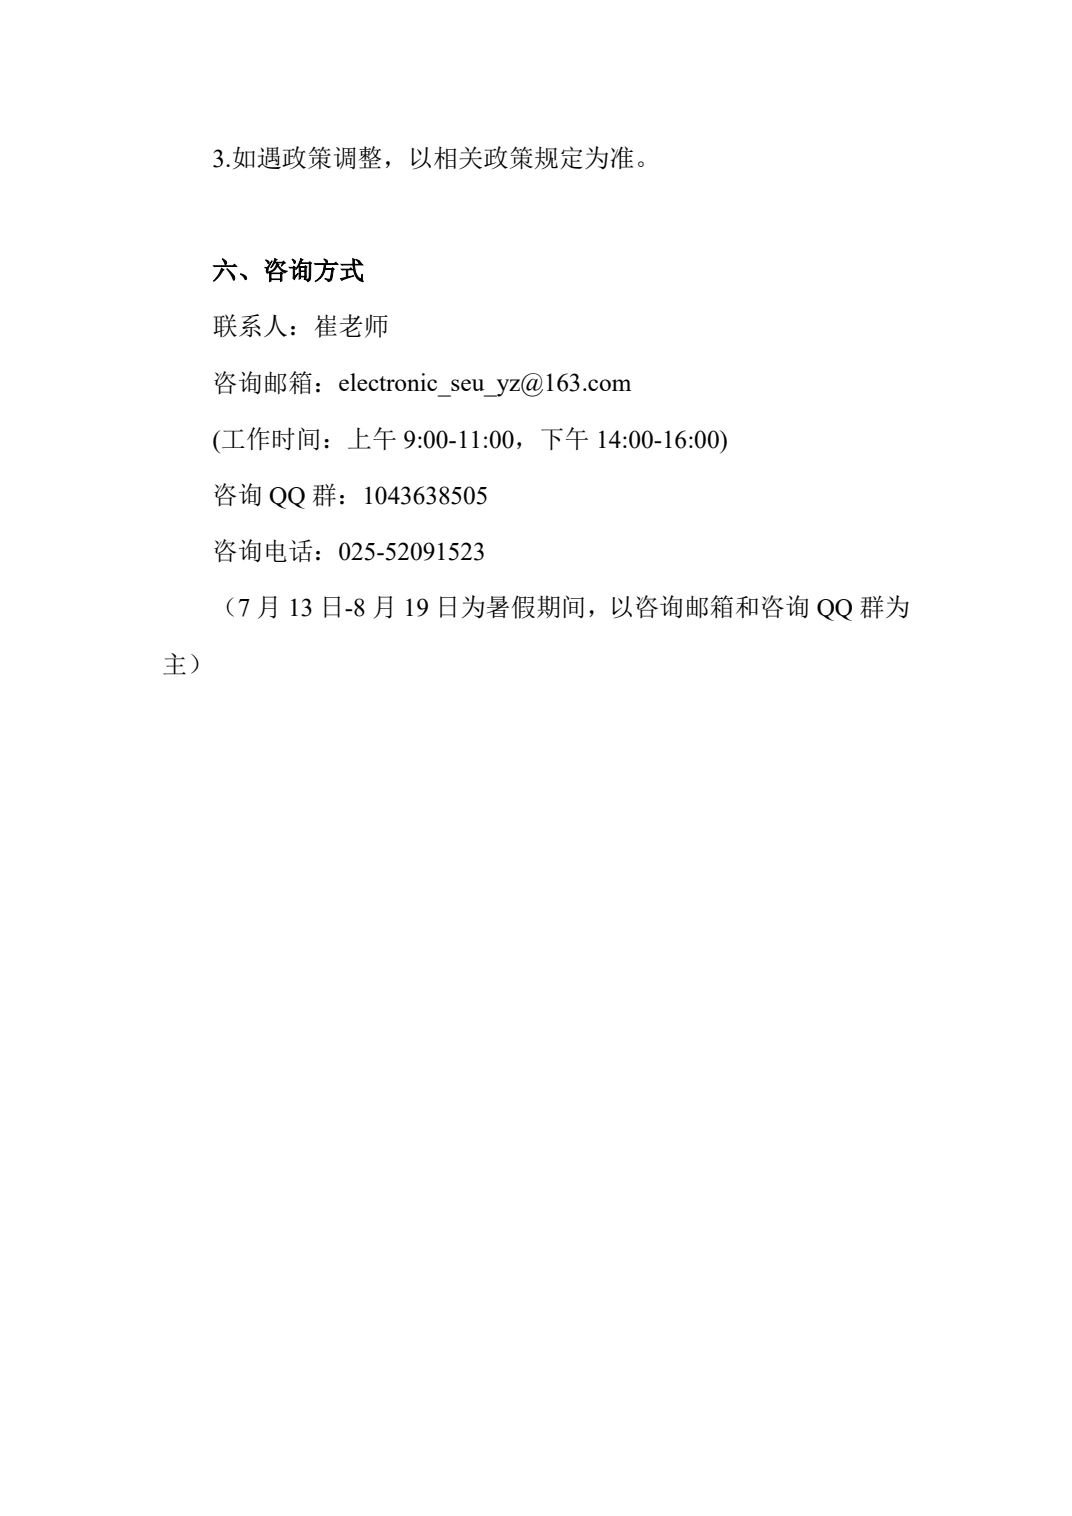 3.如遇政策调整，以相关政策规定为准。
六、咨询方式
联系人：崔老师
咨询邮箱：electronic_seu_yz@163.com
(工作时间：上午 9:00-11:00，下午 14:00-16:00)
咨询 QQ 群：1043638505
咨询电话：025-52091523
（7 月 13 日-8 月 19 日为暑假期间，以咨询邮箱和咨询 QQ 群为
主）